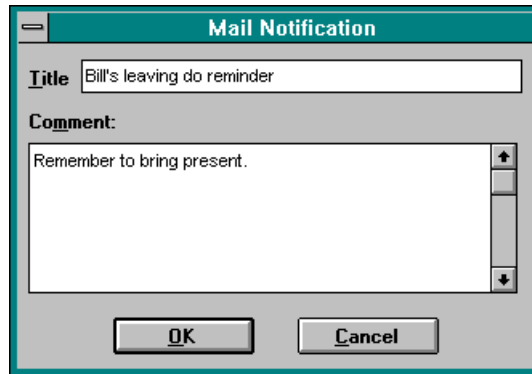 Mail Notification
Title Bill's leaving do reminder
Comment:
Remember to bring present.
OK Cancel